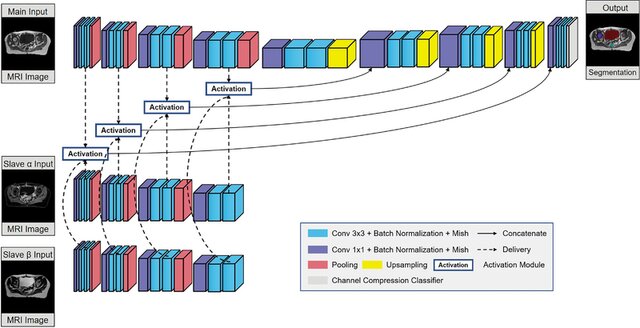 Main Input
MRI Image
Output
Segmentation
Activation
Activation
Activation
Activation
Slave α Input
MRI Image
Slave β Input
MRI Image
Conv 3x3 + Batch Normalization + Mish
Concatenate
Conv 1x1 + Batch Normalization + Mish
Delivery
Pooling
Upsampling
Activation
Activation Module
Channel Compression Classifier